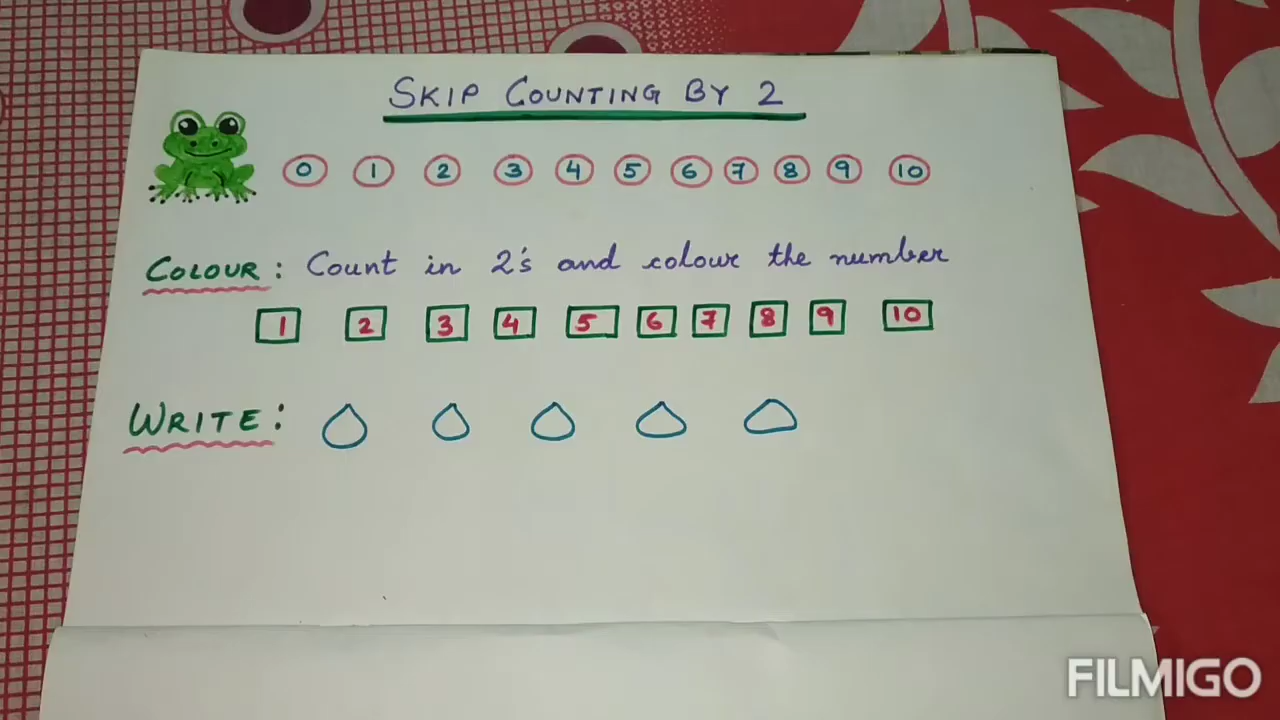 SKIP COUNTING BY 2
0 1 2 3 4 5 6 7 8 9 10
COLOUR: Count in 2's and colour the number
1 2 3 4 5 6 7 8 9 10
WRITE:
FILMIGO